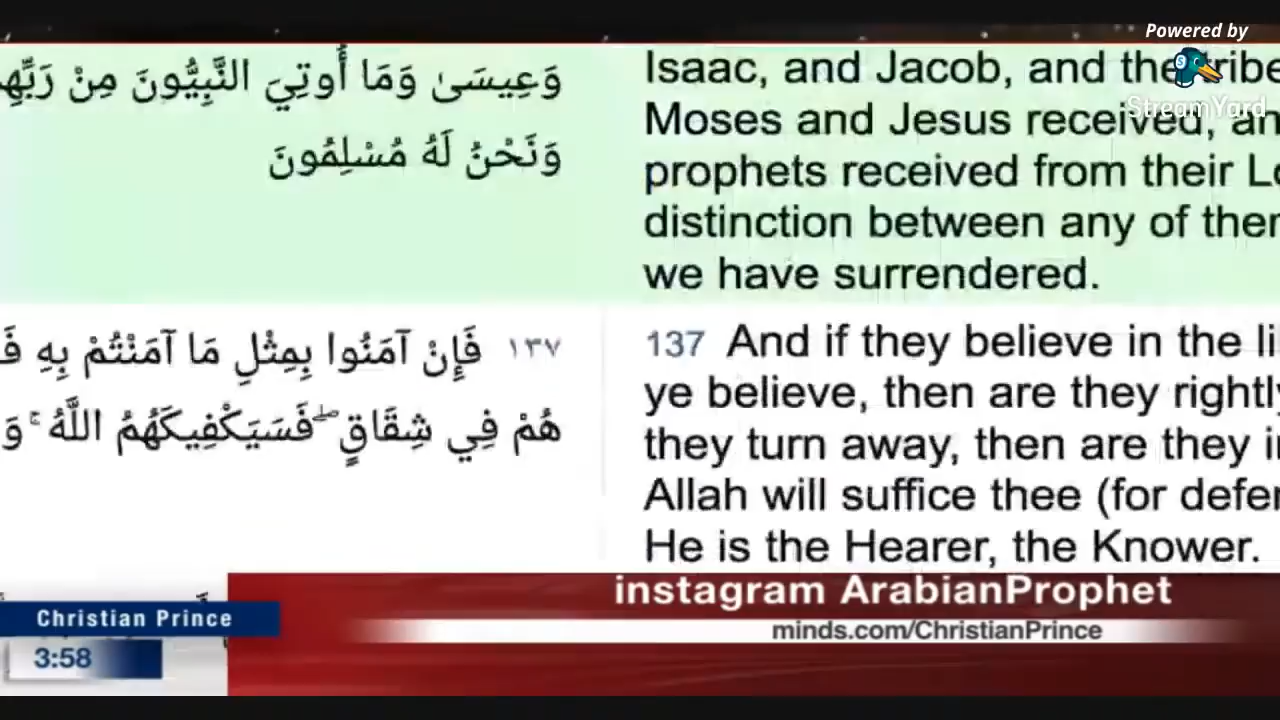 Powered by
StreamYard
وَعِيسَىٰ وَمَا أُوتِيَ النَّبِيُّونَ مِنْ رَبِّهِ
وَنَحْنُ لَهُ مُسْلِمُونَ
Isaac, and Jacob, and the
Moses and Jesus received, an
prophets received from their Lo
distinction between any of them
we have surrendered.
١٣٧ فَإِنْ آمَنُوا بِمِثْلِ مَا آمَنْتُمْ بِهِ فَ
هُمْ فِي شِقَاقٍ ۖ فَسَيَكْفِيكَهُمُ اللَّهُ ۚ وَ
137 And if they believe in the li
ye believe, then are they rightly
they turn away, then are they i
Allah will suffice thee (for defen
He is the Hearer, the Knower.
instagram ArabianProphet
minds.com/ChristianPrince
Christian Prince
3:58